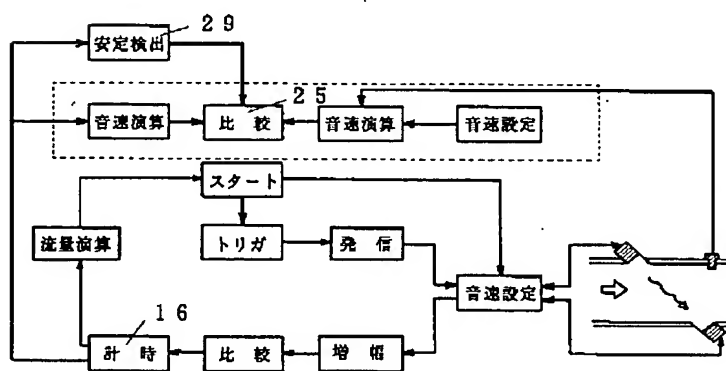 29
安定検出
25
音速演算 比較 音速演算 音速設定
スタート
流量演算 トリガ 発信
音速設定
16
計時 比較 増幅